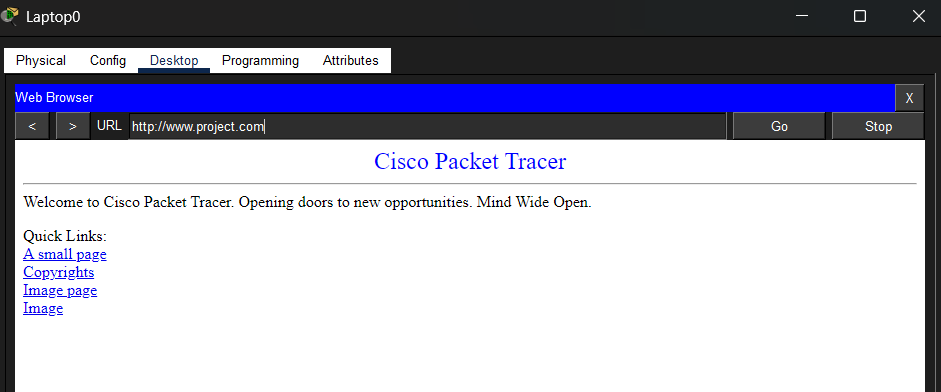 Laptop0
Physical Config Desktop Programming Attributes
Web Browser X
< > URL http://www.project.com Go Stop
Cisco Packet Tracer
Welcome to Cisco Packet Tracer. Opening doors to new opportunities. Mind Wide Open.
Quick Links:
A small page
Copyrights
Image page
Image